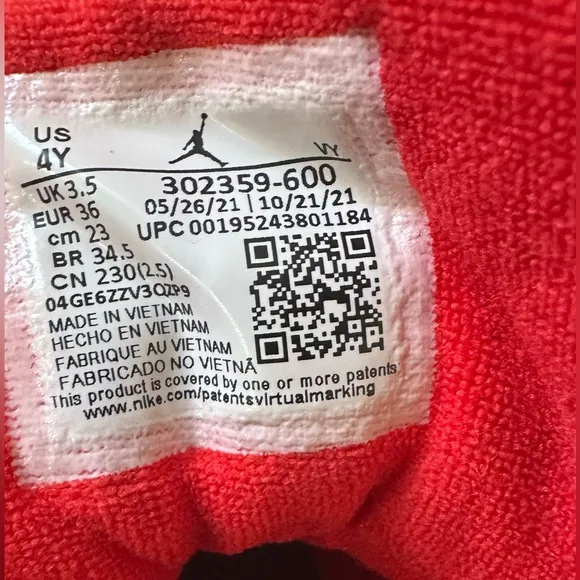 US
4Y
VY
UK 3.5
302359-600
EUR 36
05/26/21 | 10/21/21
cm 23
UPC 00195243801184
BR 34.5
CN 230(2.5)
04GE6ZZV3QZP9
MADE IN VIETNAM
HECHO EN VIETNAM
FABRIQUE AU VIETNAM
FABRICADO NO VIETNÃ
This product is covered by one or more patents
www.nike.com/patentsvirtualmarking